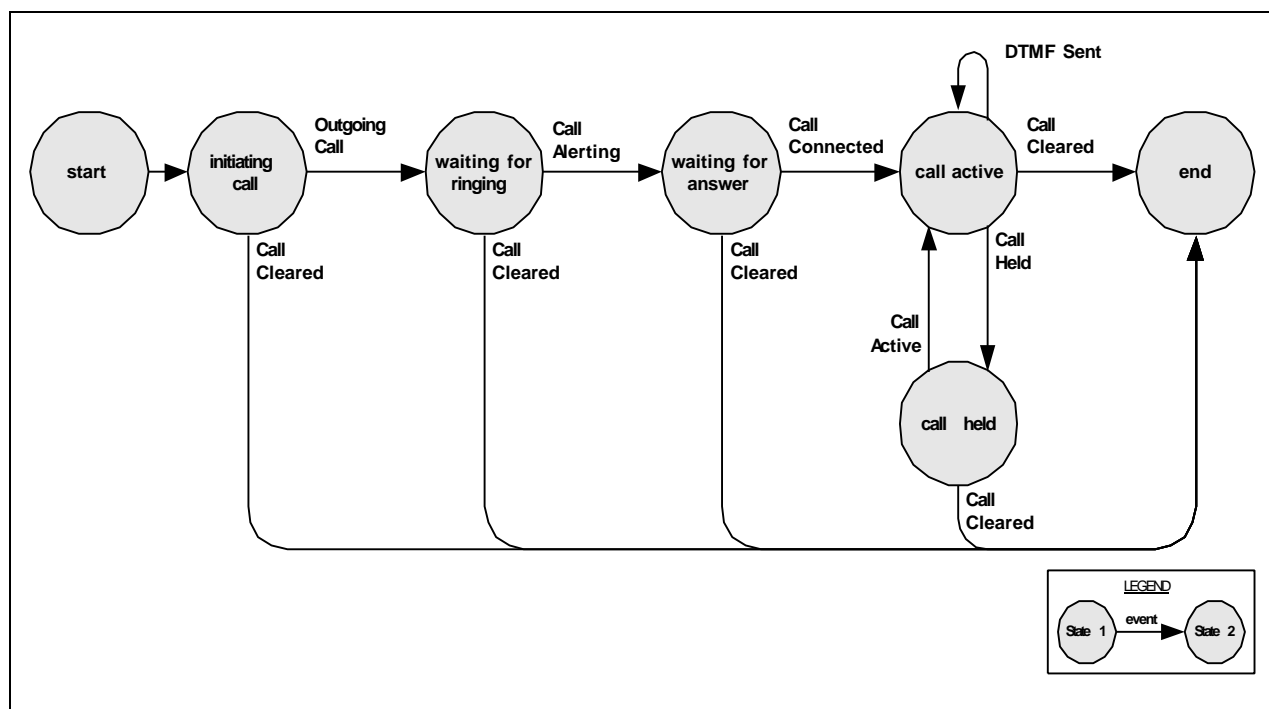 DTMF Sent
start
initiating
call
Outgoing
Call
waiting for
ringing
Call
Alerting
waiting for
answer
Call
Connected
call active
Call
Cleared
end
Call
Cleared
Call
Cleared
Call
Cleared
Call
Held
Call
Active
call held
Call
Cleared
LEGEND
State 1
event
State 2